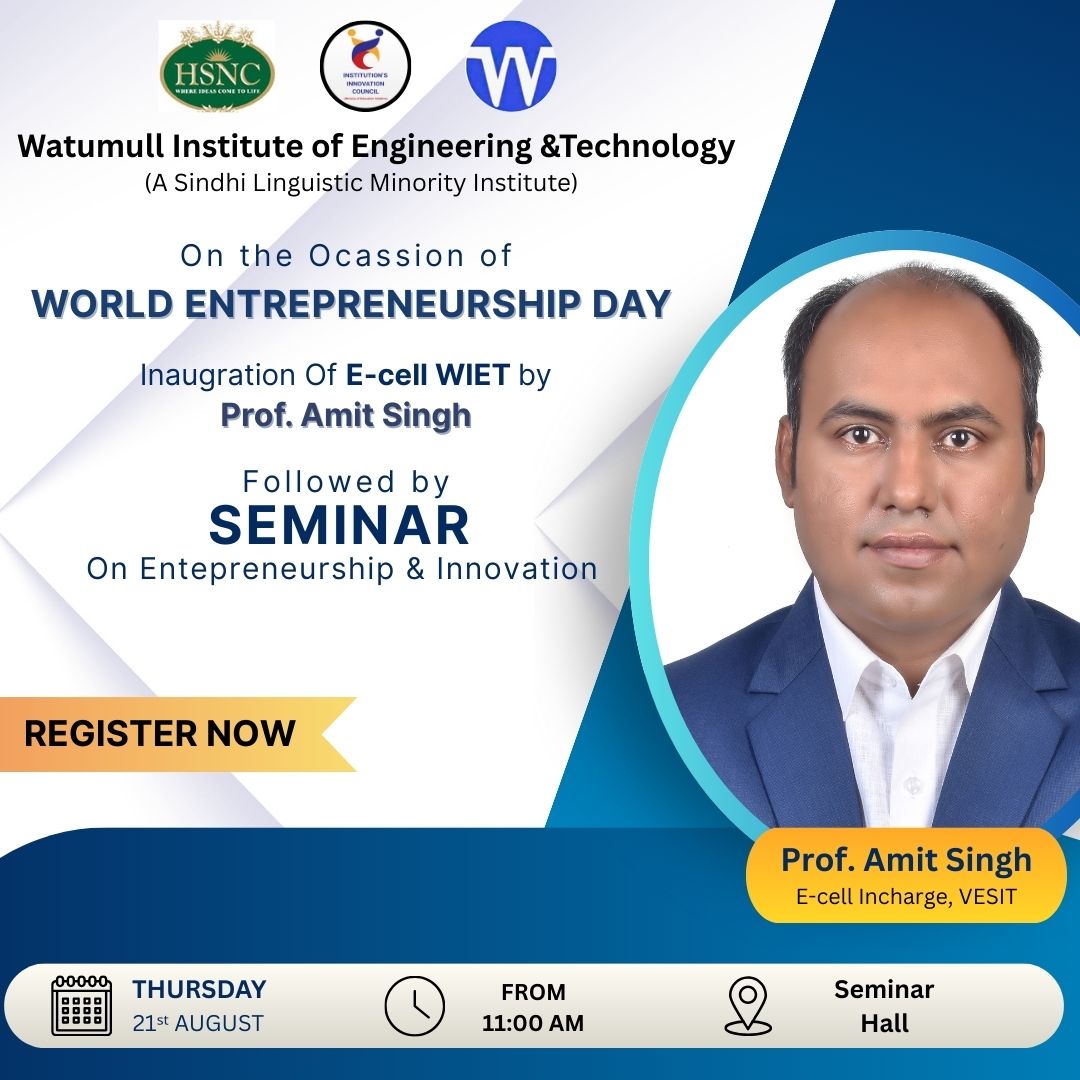 HSNC
WHERE IDEAS COME TO LIFE
INSTITUTION'S
INNOVATION
COUNCIL
W
Watumull Institute of Engineering &Technology
(A Sindhi Linguistic Minority Institute)
On the Ocassion of
WORLD ENTREPRENEURSHIP DAY
Inaugration Of E-cell WIET by
Prof. Amit Singh
Followed by
SEMINAR
On Entepreneurship & Innovation
REGISTER NOW
Prof. Amit Singh
E-cell Incharge, VESIT
THURSDAY
21st AUGUST
FROM
11:00 AM
Seminar
Hall